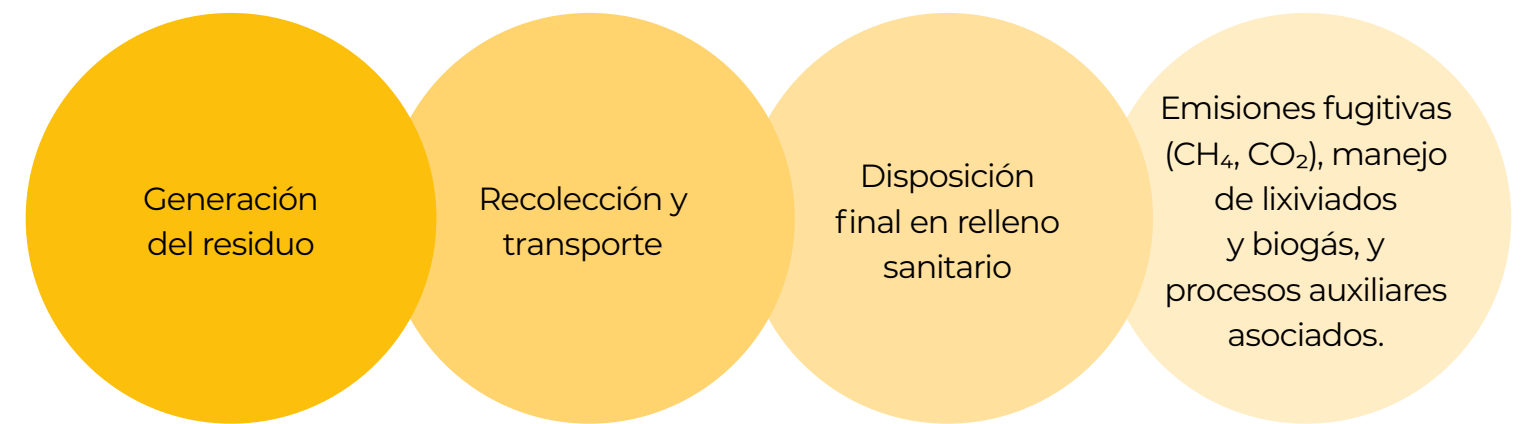 Generación
del residuo
Recolección y
transporte
Disposición
final en relleno
sanitario
Emisiones fugitivas
(CH₄, CO₂), manejo
de lixiviados
y biogás, y
procesos auxiliares
asociados.